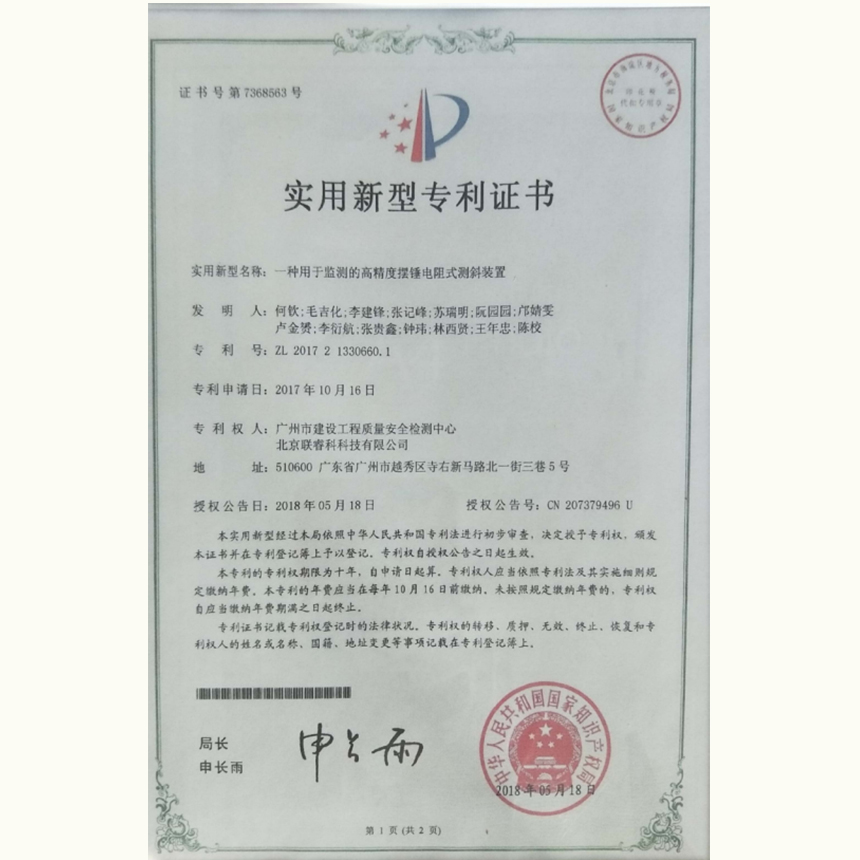 证书号第7368563号
实用新型专利证书
实用新型名称：一种用于监测的高精度摆锤电阻式测斜装置
发明人：何钦;毛吉化;李建锋;张记峰;苏瑞明;阮园园;邝婧雯
卢金赟;李衍航;张贵鑫;钟玮;林西贤;王年忠;陈校
专利号：ZL 2017 2 1330660.1
专利申请日：2017年10月16日
专利权人：广州市建设工程质量安全检测中心
北京联睿科科技有限公司
地址：510600 广东省广州市越秀区寺右新马路北一街三巷5号
授权公告日：2018年05月18日 授权公告号：CN 207379496 U
本实用新型经过本局依照中华人民共和国专利法进行初步审查，决定授予专利权，颁发
本证书并在专利登记簿上予以登记。专利权自授权公告之日起生效。
本专利的专利权期限为十年，自申请日起算。专利权人应当依照专利法及其实施细则规
定缴纳年费。本专利的年费应当在每年10月16日前缴纳。未按照规定缴纳年费的，专利权
自应当缴纳年费期满之日起终止。
专利证书记载专利权登记时的法律状况。专利权的转移、质押、无效、终止、恢复和专
利权人的姓名或名称、国籍、地址变更等事项记载在专利登记簿上。
局长
申长雨
申长雨
中华人民共和国国家知识产权局
2018年05月18日
第1页(共2页)